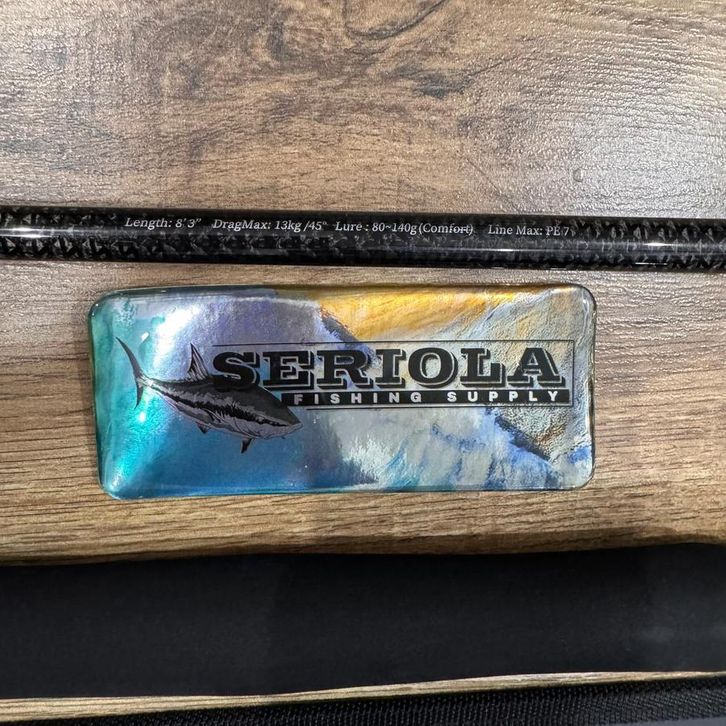 Length: 8'3" DragMax: 13kg /45° Lure : 80~140g (Comfort) Line Max: PE 7
SERIOLA
FISHING SUPPLY